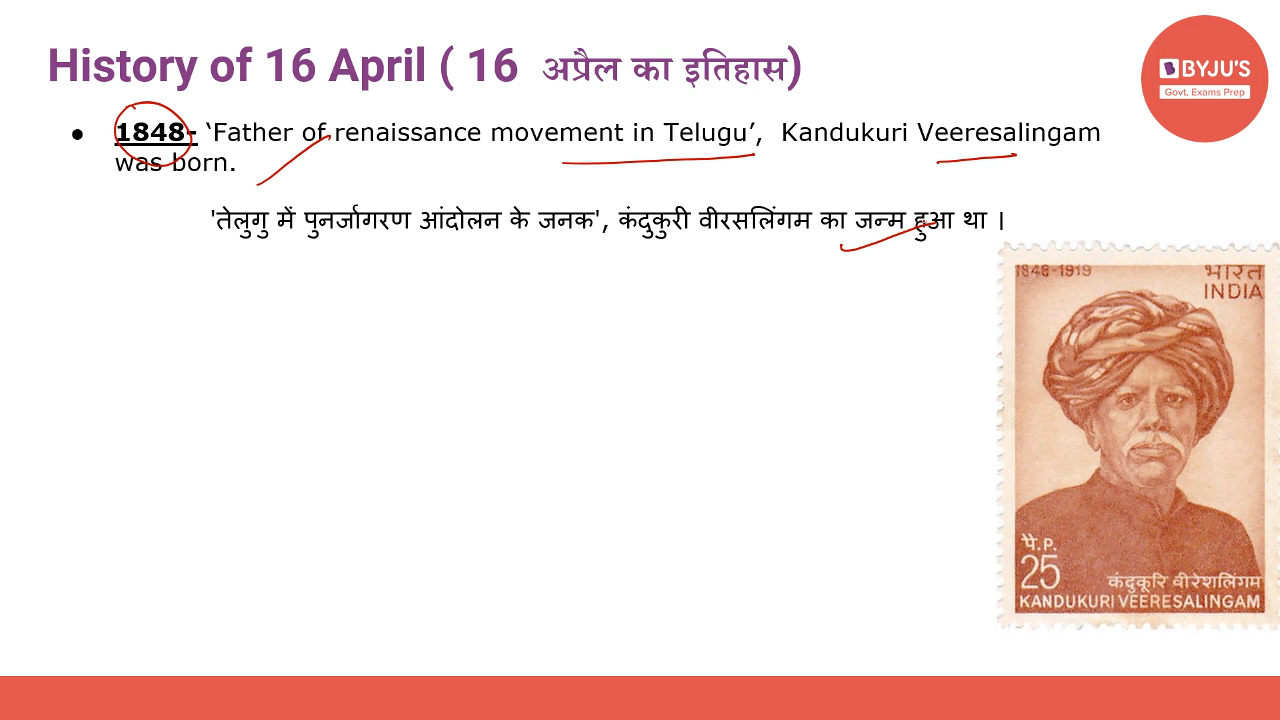 History of 16 April ( 16 अप्रैल का इतिहास)
BYJU'S
Govt. Exams Prep
● 1848- ‘Father of renaissance movement in Telugu’, Kandukuri Veeresalingam
was born.
'तेलुगु में पुनर्जागरण आंदोलन के जनक', कंदुकुरी वीरसलिंगम का जन्म हुआ था ।
1848-1919 भारत
INDIA
पै.P.
25 कंदुकूरि वीरेशलिंगम
KANDUKURI VEERESALINGAM